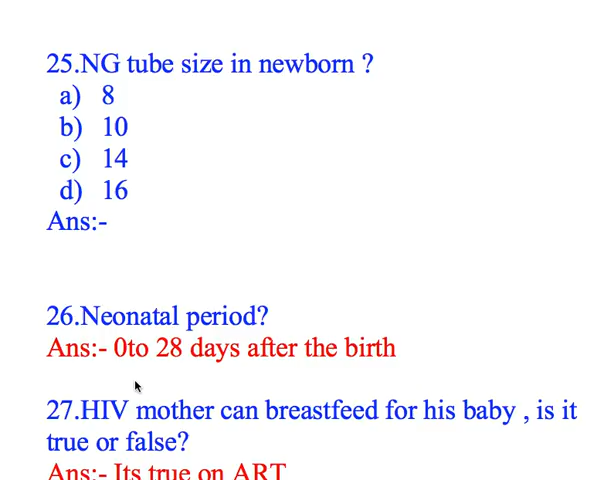 25.NG tube size in newborn ?
a) 8
b) 10
c) 14
d) 16
Ans:-
26.Neonatal period?
Ans:- 0to 28 days after the birth
27.HIV mother can breastfeed for his baby , is it
true or false?
Ans:- Its true on ART